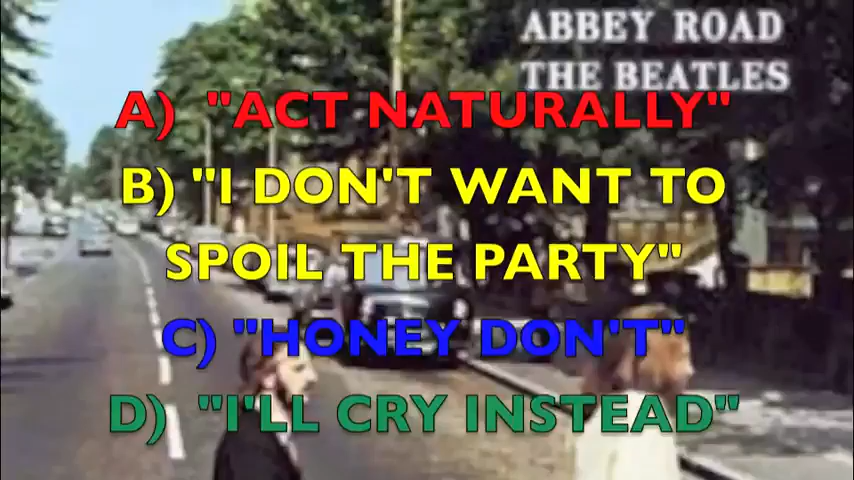 ABBEY ROAD
THE BEATLES
A) "ACT NATURALLY"
B) "I DON'T WANT TO
SPOIL THE PARTY"
C) "HONEY DON'T"
D) "I'LL CRY INSTEAD"